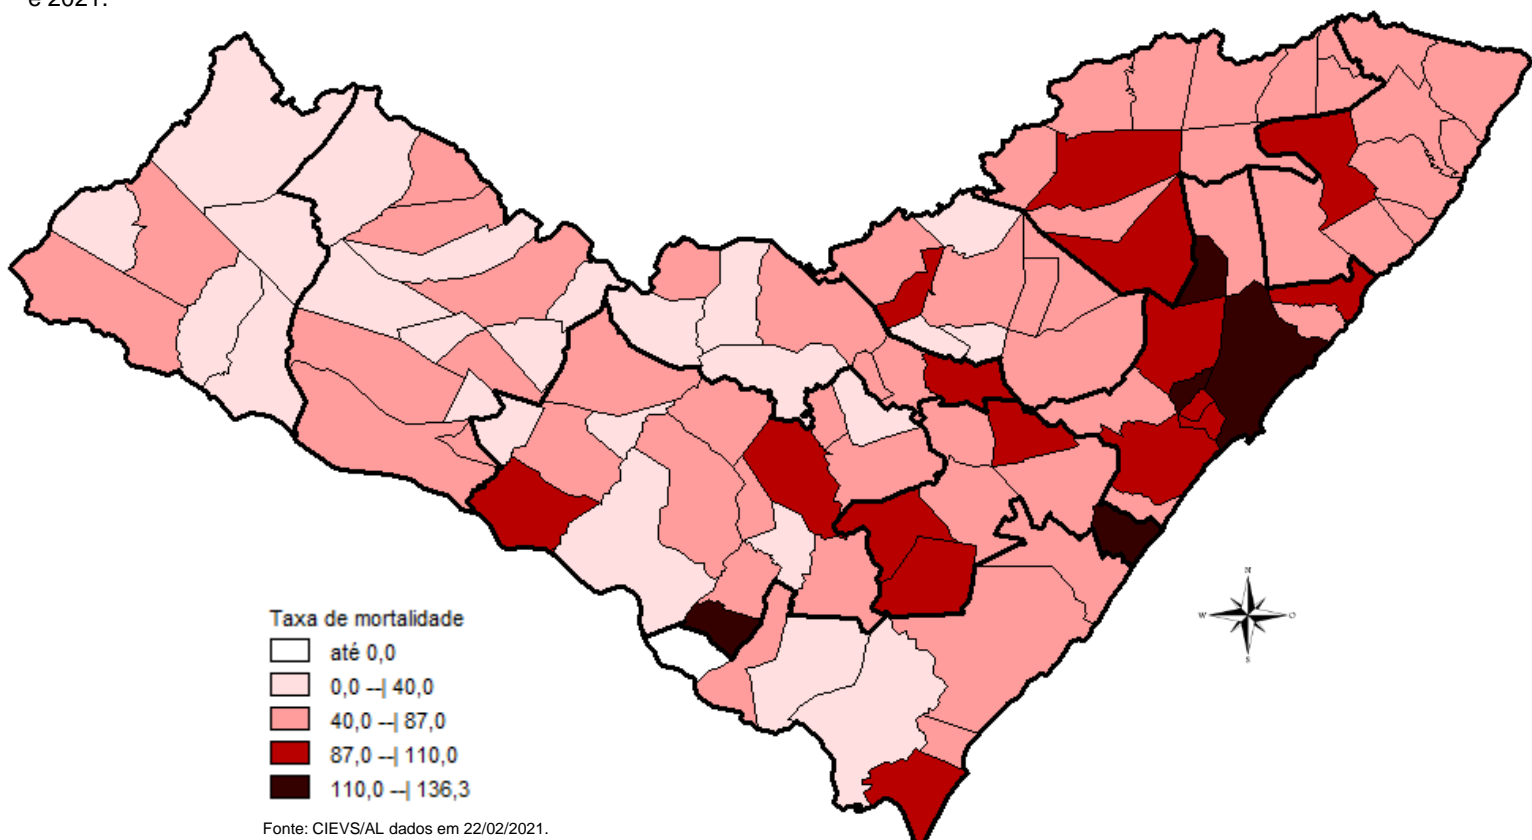 e 2021.
N
W O
S
Taxa de mortalidade
até 0,0
0,0 --| 40,0
40,0 --| 87,0
87,0 --| 110,0
110,0 --| 136,3
Fonte: CIEVS/AL dados em 22/02/2021.